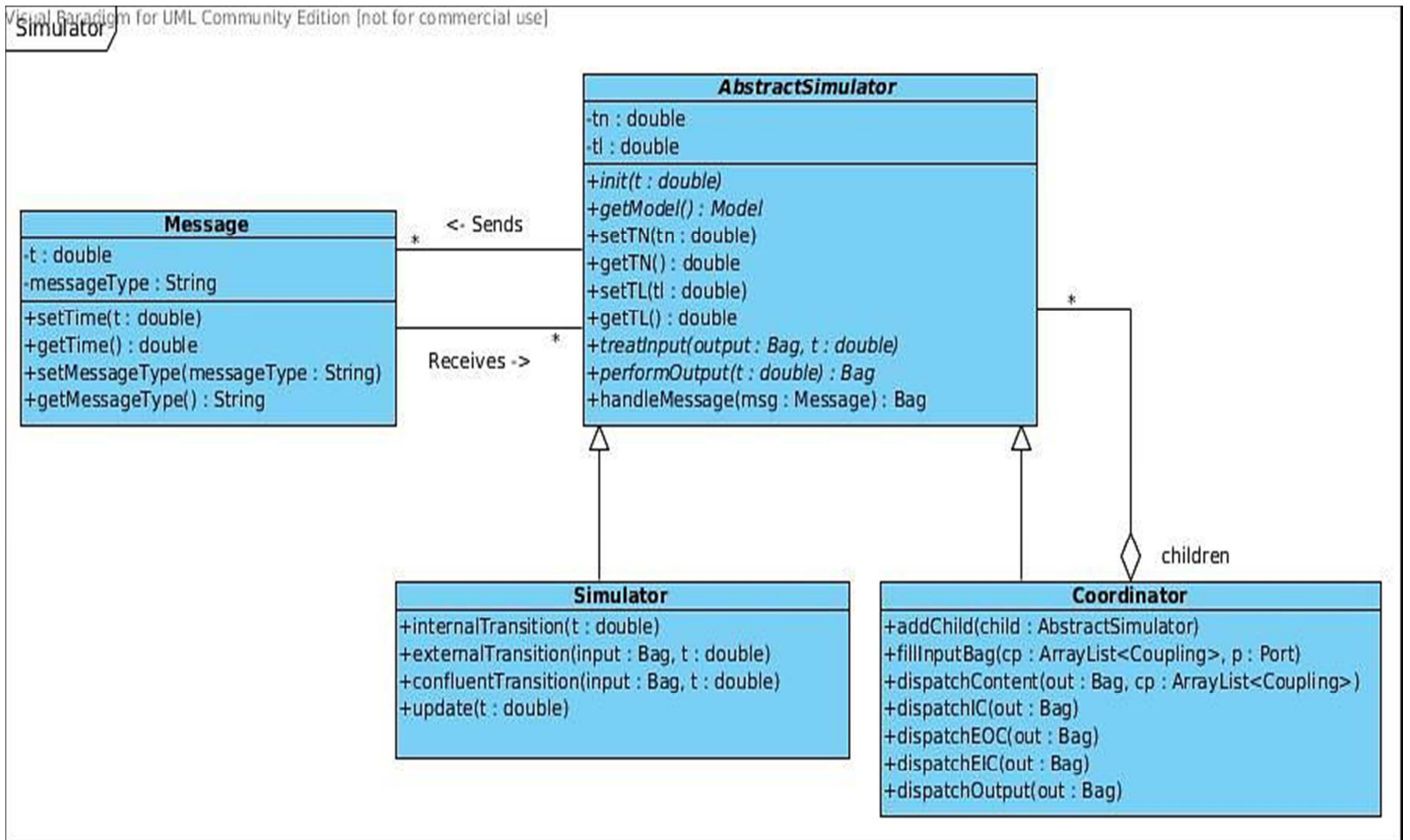 Visual Paradigm for UML Community Edition [not for commercial use]
Simulator
AbstractSimulator
-tn : double
-tl : double
+init(t : double)
+getModel() : Model
+setTN(tn : double)
+getTN() : double
+setTL(tl : double)
+getTL() : double
+treatInput(output : Bag, t : double)
+performOutput(t : double) : Bag
+handleMessage(msg : Message) : Bag
Message
-t : double
-messageType : String
+setTime(t : double)
+getTime() : double
+setMessageType(messageType : String)
+getMessageType() : String
<- Sends
*
Receives ->
*
*
children
Simulator
+internalTransition(t : double)
+externalTransition(input : Bag, t : double)
+confluentTransition(input : Bag, t : double)
+update(t : double)
Coordinator
+addChild(child : AbstractSimulator)
+fillInputBag(cp : ArrayList<Coupling>, p : Port)
+dispatchContent(out : Bag, cp : ArrayList<Coupling>)
+dispatchIC(out : Bag)
+dispatchEOC(out : Bag)
+dispatchEIC(out : Bag)
+dispatchOutput(out : Bag)